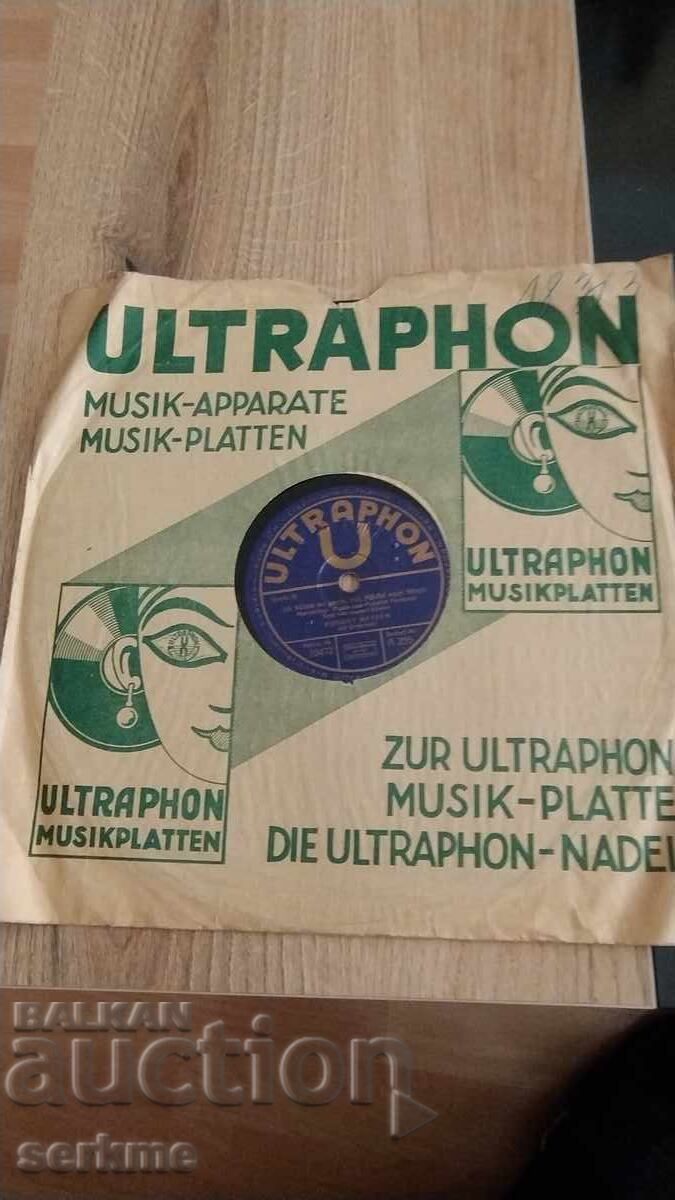 ULTRAPHON
MUSIK-APPARATE
MUSIK-PLATTEN
ULTRAPHON
MUSIKPLATTEN
ULTRAPHON
U
ULTRAPHON
MUSIKPLATTEN
ZUR ULTRAPHON
MUSIK-PLATTE
DIE ULTRAPHON-NADEL
BALKAN
auction
serkme